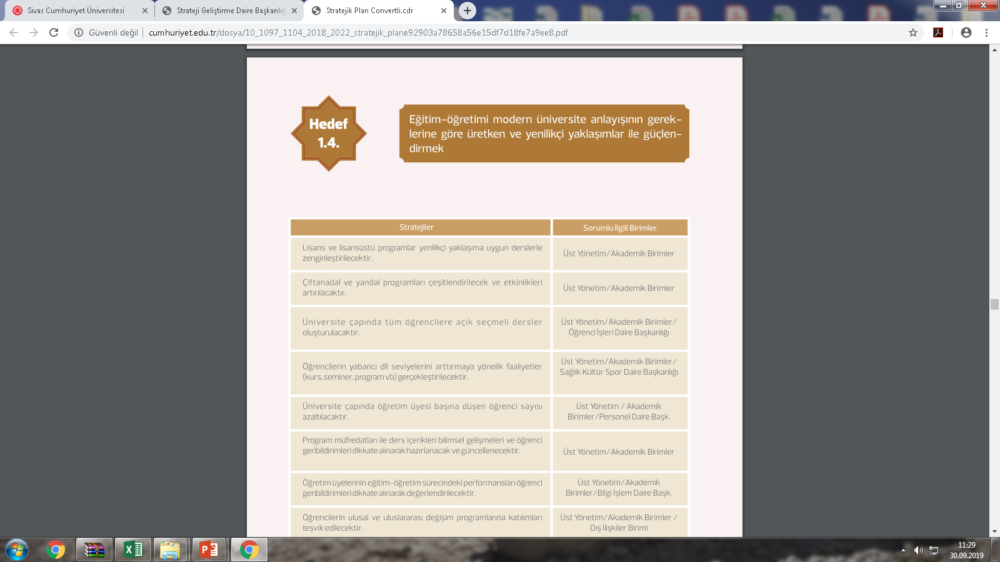 Sivas Cumhuriyet Üniversitesi
Strateji Geliştirme Daire Başkanlığ
Stratejik Plan Convertli.cdr
Güvenli değil
cumhuriyet.edu.tr/dosya/10_1097_1104_2018_2022_stratejik_plane92903a78658a56e15df7d18fe7a9ee8.pdf
Hedef
1.4.
Eğitim-öğretimi modern üniversite anlayışının gerek-
lerine göre üretken ve yenilikçi yaklaşımlar ile güçlen-
dirmek
Stratejiler
Sorumlu İlgili Birimler
Lisans ve lisansüstü programlar yenilikçi yaklaşıma uygun derslerle
zenginleştirilecektir.
Üst Yönetim/Akademik Birimler
Çiftanadal ve yandal programları çeşitlendirilecek ve etkinlikleri
artırılacaktır.
Üst Yönetim/Akademik Birimler
Üniversite çapında tüm öğrencilere açık seçmeli dersler
oluşturulacaktır.
Üst Yönetim/Akademik Birimler/
Öğrenci İşleri Daire Başkanlığı
Öğrencilerin yabancı dil seviyelerini arttırmaya yönelik faaliyetler
(kurs, seminer, program vb) gerçekleştirilecektir.
Üst Yönetim/Akademik Birimler/
Sağlık Kültür Spor Daire Başkanlığı
Üniversite çapında öğretim üyesi başına düşen öğrenci sayısı
azaltılacaktır.
Üst Yönetim / Akademik
Birimler/Personel Daire Başk.
Program müfredatları ile ders içerikleri bilimsel gelişmeleri ve öğrenci
geribildirimleri dikkate alınarak hazırlanacak ve güncellenecektir.
Üst Yönetim/Akademik Birimler
Öğretim üyelerinin eğitim-öğretim sürecindeki performansları öğrenci
geribildirimleri dikkate alınarak değerlendirilecektir.
Üst Yönetim/Akademik
Birimler/Bilgi İşlem Daire Başk.
Öğrencilerin ulusal ve uluslararası değişim programlarına katılımları
teşvik edilecektir.
Üst Yönetim/Akademik Birimler /
Dış İlişkiler Birimi
11:29
30.09.2019